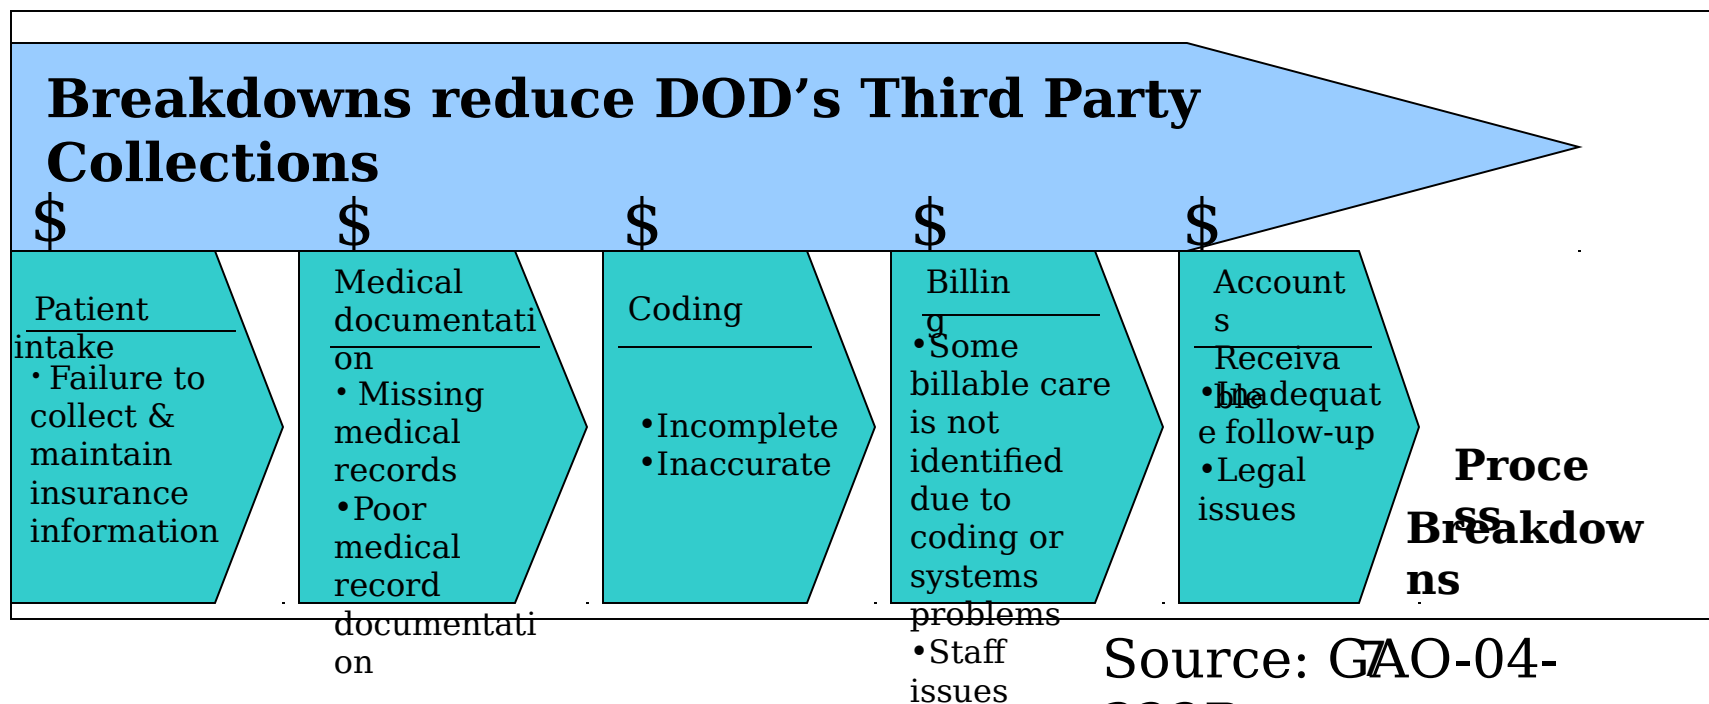 Breakdowns reduce DOD’s Third Party
Collections
$
$
$
$
$
Patient
intake
• Failure to
collect &
maintain
insurance
information
Medical
documentati
on
• Missing
medical
records
•Poor
medical
record
documentati
on
Coding
•Incomplete
•Inaccurate
Billin
g
•Some
billable care
is not
identified
due to
coding or
systems
problems
•Staff
issues
Account
s
Receiva
ble
•Inadequat
e follow-up
•Legal
issues
Proce
ss
Breakdow
ns
Source: GAO-04-
7